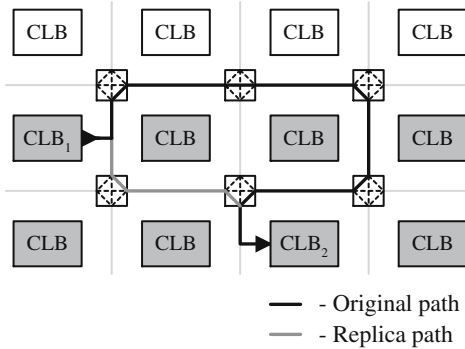 CLB CLB CLB CLB
CLB₁ CLB CLB CLB
CLB CLB CLB₂ CLB
- Original path
- Replica path